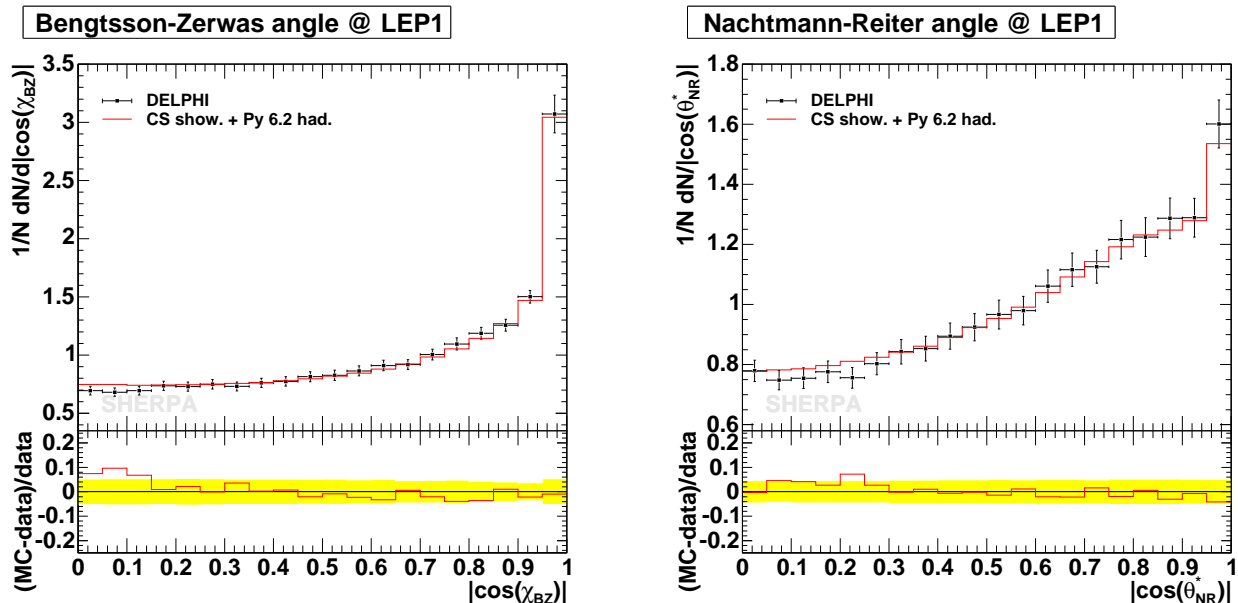 Bengtsson-Zerwas angle @ LEP1
1/N dN/d|cos(χBZ)|
3.5
3
2.5
2
1.5
1
0.5
DELPHI
CS show. + Py 6.2 had.
SHERPA
(MC-data)/data
0.2
0.1
0
-0.1
-0.2
0 0.1 0.2 0.3 0.4 0.5 0.6 0.7 0.8 0.9 1
|cos(χBZ)|
Nachtmann-Reiter angle @ LEP1
1/N dN/|cos(θ*NR)|
1.8
1.6
1.4
1.2
1
0.8
0.6
DELPHI
CS show. + Py 6.2 had.
SHERPA
(MC-data)/data
0.2
0.1
0
-0.1
-0.2
0 0.1 0.2 0.3 0.4 0.5 0.6 0.7 0.8 0.9 1
|cos(θ*NR)|